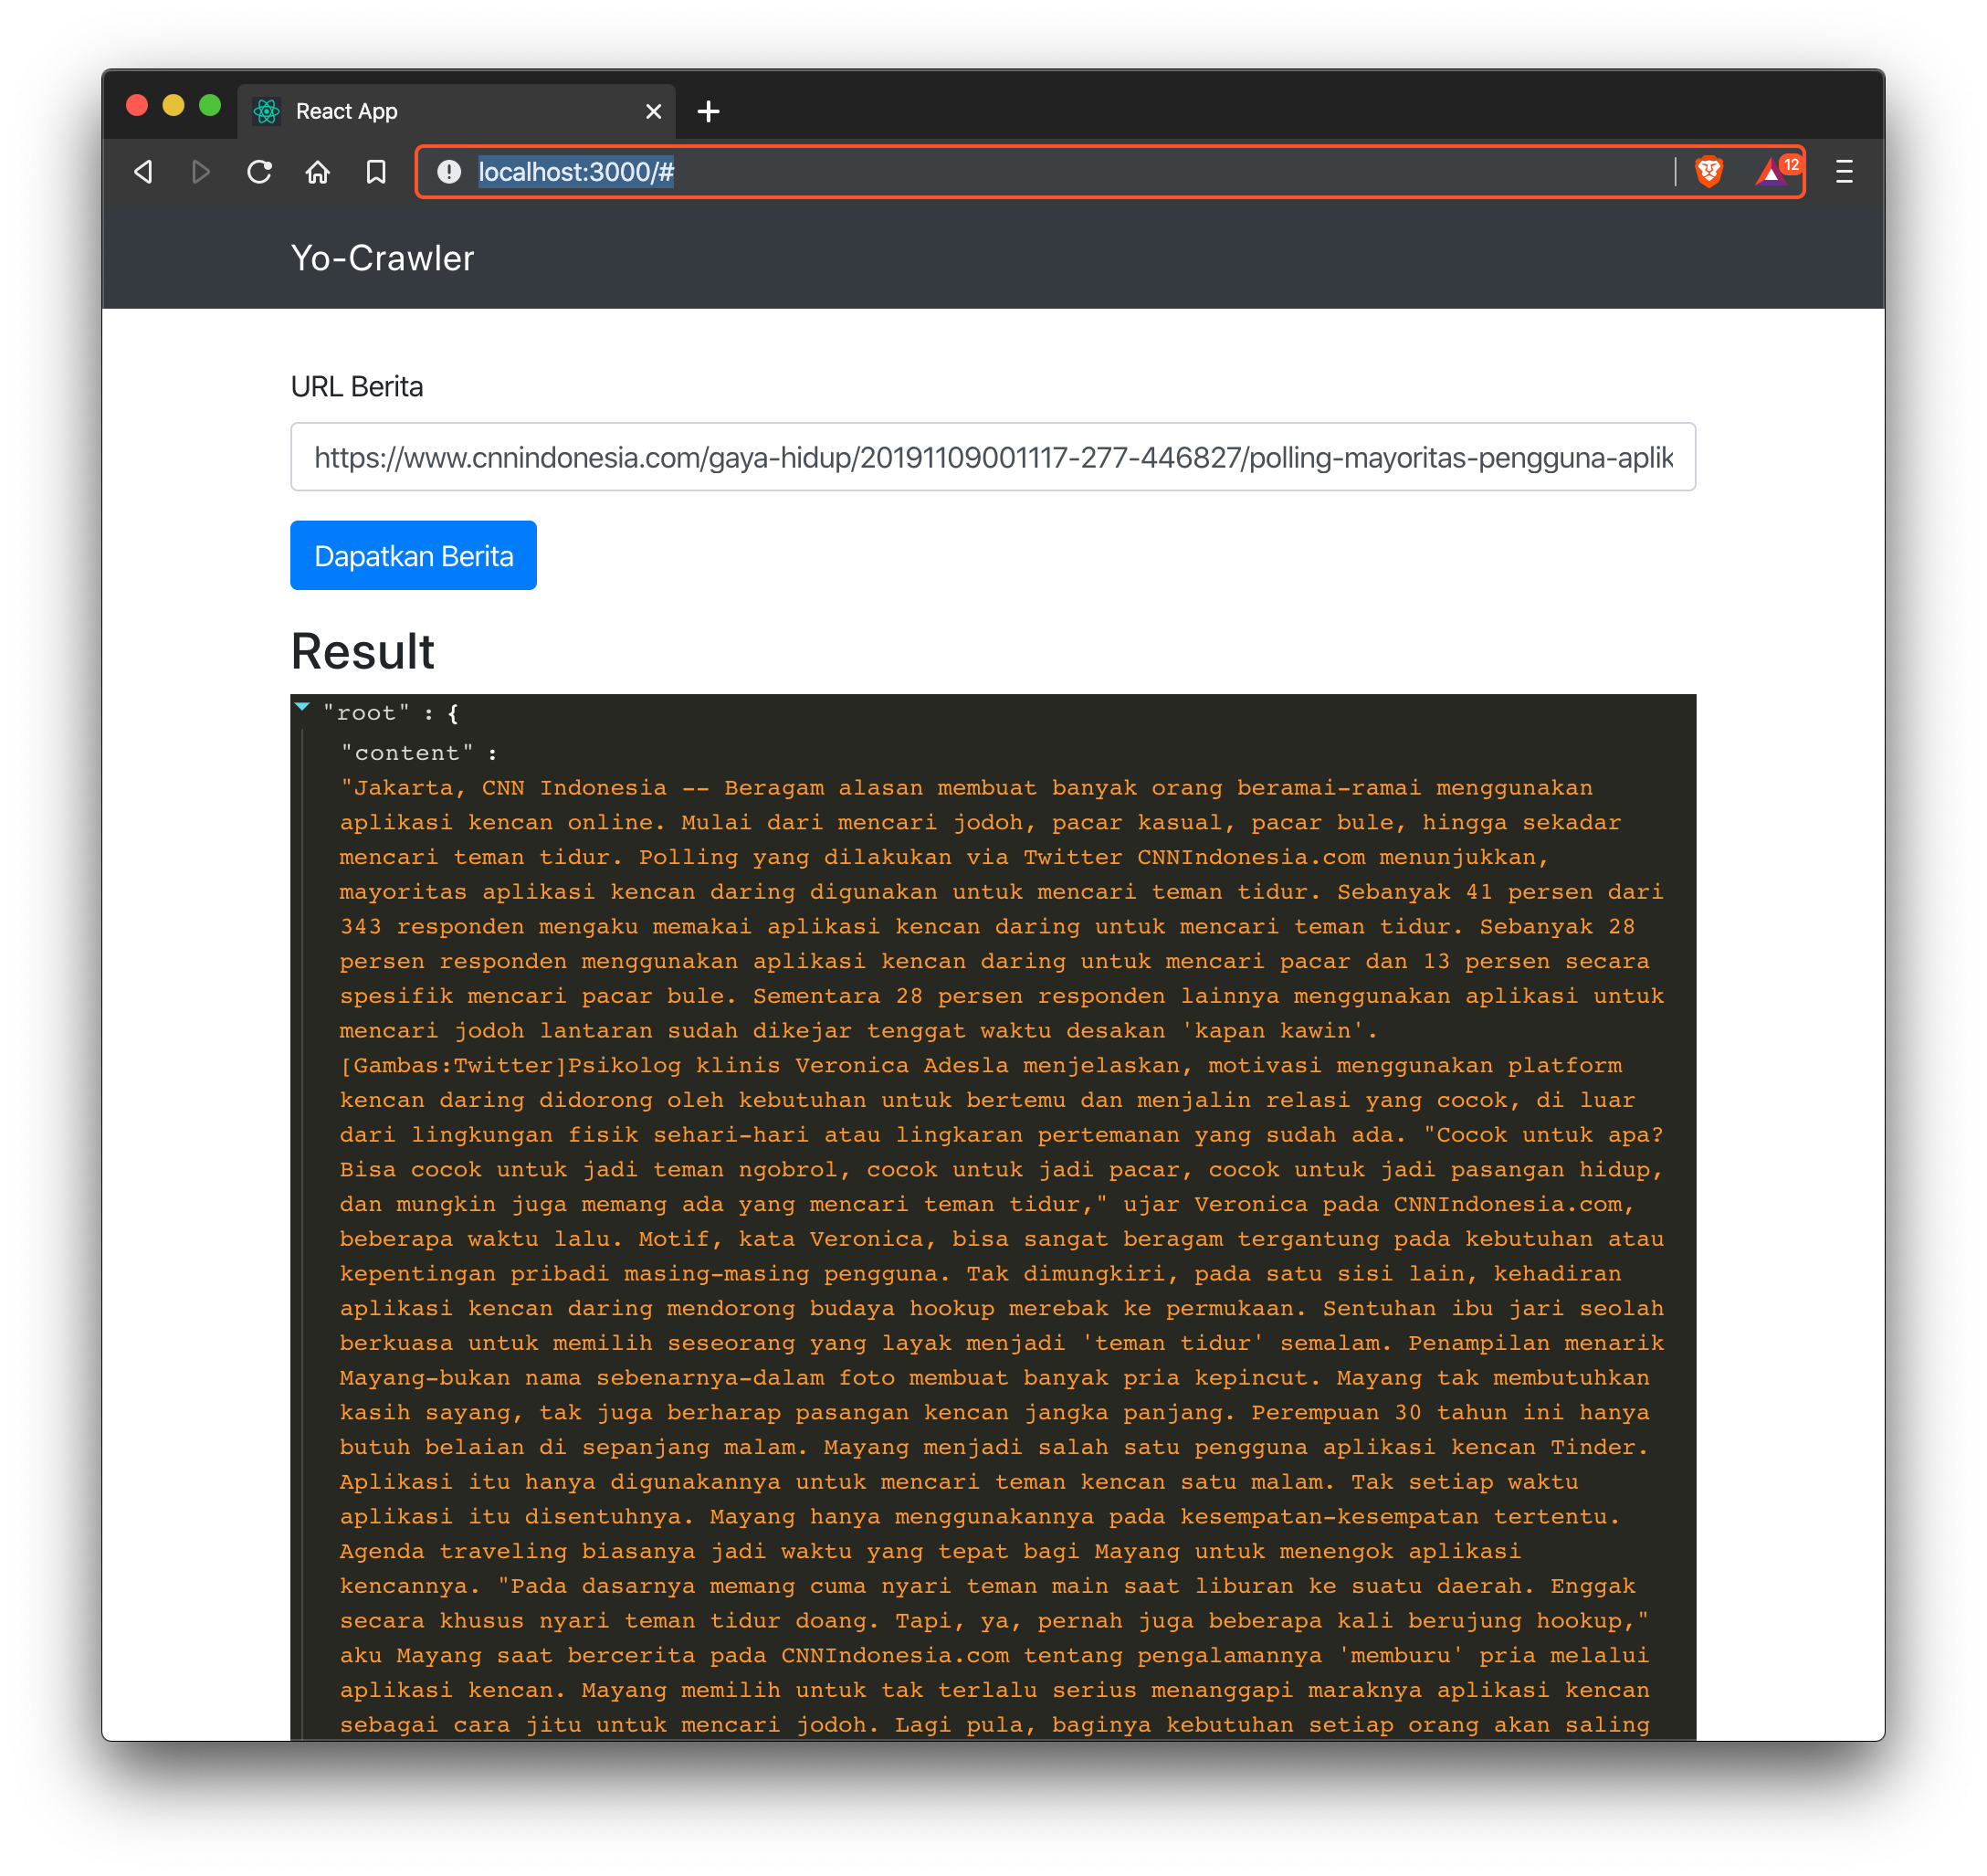 React App
localhost:3000/#
12
Yo-Crawler
URL Berita
https://www.cnnindonesia.com/gaya-hidup/20191109001117-277-446827/polling-mayoritas-pengguna-aplik
Dapatkan Berita
Result
"root" : {
"content" :
"Jakarta, CNN Indonesia -- Beragam alasan membuat banyak orang beramai-ramai menggunakan
aplikasi kencan online. Mulai dari mencari jodoh, pacar kasual, pacar bule, hingga sekadar
mencari teman tidur. Polling yang dilakukan via Twitter CNNIndonesia.com menunjukkan,
mayoritas aplikasi kencan daring digunakan untuk mencari teman tidur. Sebanyak 41 persen dari
343 responden mengaku memakai aplikasi kencan daring untuk mencari teman tidur. Sebanyak 28
persen responden menggunakan aplikasi kencan daring untuk mencari pacar dan 13 persen secara
spesifik mencari pacar bule. Sementara 28 persen responden lainnya menggunakan aplikasi untuk
mencari jodoh lantaran sudah dikejar tenggat waktu desakan 'kapan kawin'.
[Gambas:Twitter]Psikolog klinis Veronica Adesla menjelaskan, motivasi menggunakan platform
kencan daring didorong oleh kebutuhan untuk bertemu dan menjalin relasi yang cocok, di luar
dari lingkungan fisik sehari-hari atau lingkaran pertemanan yang sudah ada. "Cocok untuk apa?
Bisa cocok untuk jadi teman ngobrol, cocok untuk jadi pacar, cocok untuk jadi pasangan hidup,
dan mungkin juga memang ada yang mencari teman tidur," ujar Veronica pada CNNIndonesia.com,
beberapa waktu lalu. Motif, kata Veronica, bisa sangat beragam tergantung pada kebutuhan atau
kepentingan pribadi masing-masing pengguna. Tak dimungkiri, pada satu sisi lain, kehadiran
aplikasi kencan daring mendorong budaya hookup merebak ke permukaan. Sentuhan ibu jari seolah
berkuasa untuk memilih seseorang yang layak menjadi 'teman tidur' semalam. Penampilan menarik
Mayang-bukan nama sebenarnya-dalam foto membuat banyak pria kepincut. Mayang tak membutuhkan
kasih sayang, tak juga berharap pasangan kencan jangka panjang. Perempuan 30 tahun ini hanya
butuh belaian di sepanjang malam. Mayang menjadi salah satu pengguna aplikasi kencan Tinder.
Aplikasi itu hanya digunakannya untuk mencari teman kencan satu malam. Tak setiap waktu
aplikasi itu disentuhnya. Mayang hanya menggunakannya pada kesempatan-kesempatan tertentu.
Agenda traveling biasanya jadi waktu yang tepat bagi Mayang untuk menengok aplikasi
kencannya. "Pada dasarnya memang cuma nyari teman main saat liburan ke suatu daerah. Enggak
secara khusus nyari teman tidur doang. Tapi, ya, pernah juga beberapa kali berujung hookup,"
aku Mayang saat bercerita pada CNNIndonesia.com tentang pengalamannya 'memburu' pria melalui
aplikasi kencan. Mayang memilih untuk tak terlalu serius menanggapi maraknya aplikasi kencan
sebagai cara jitu untuk mencari jodoh. Lagi pula, baginya kebutuhan setiap orang akan saling